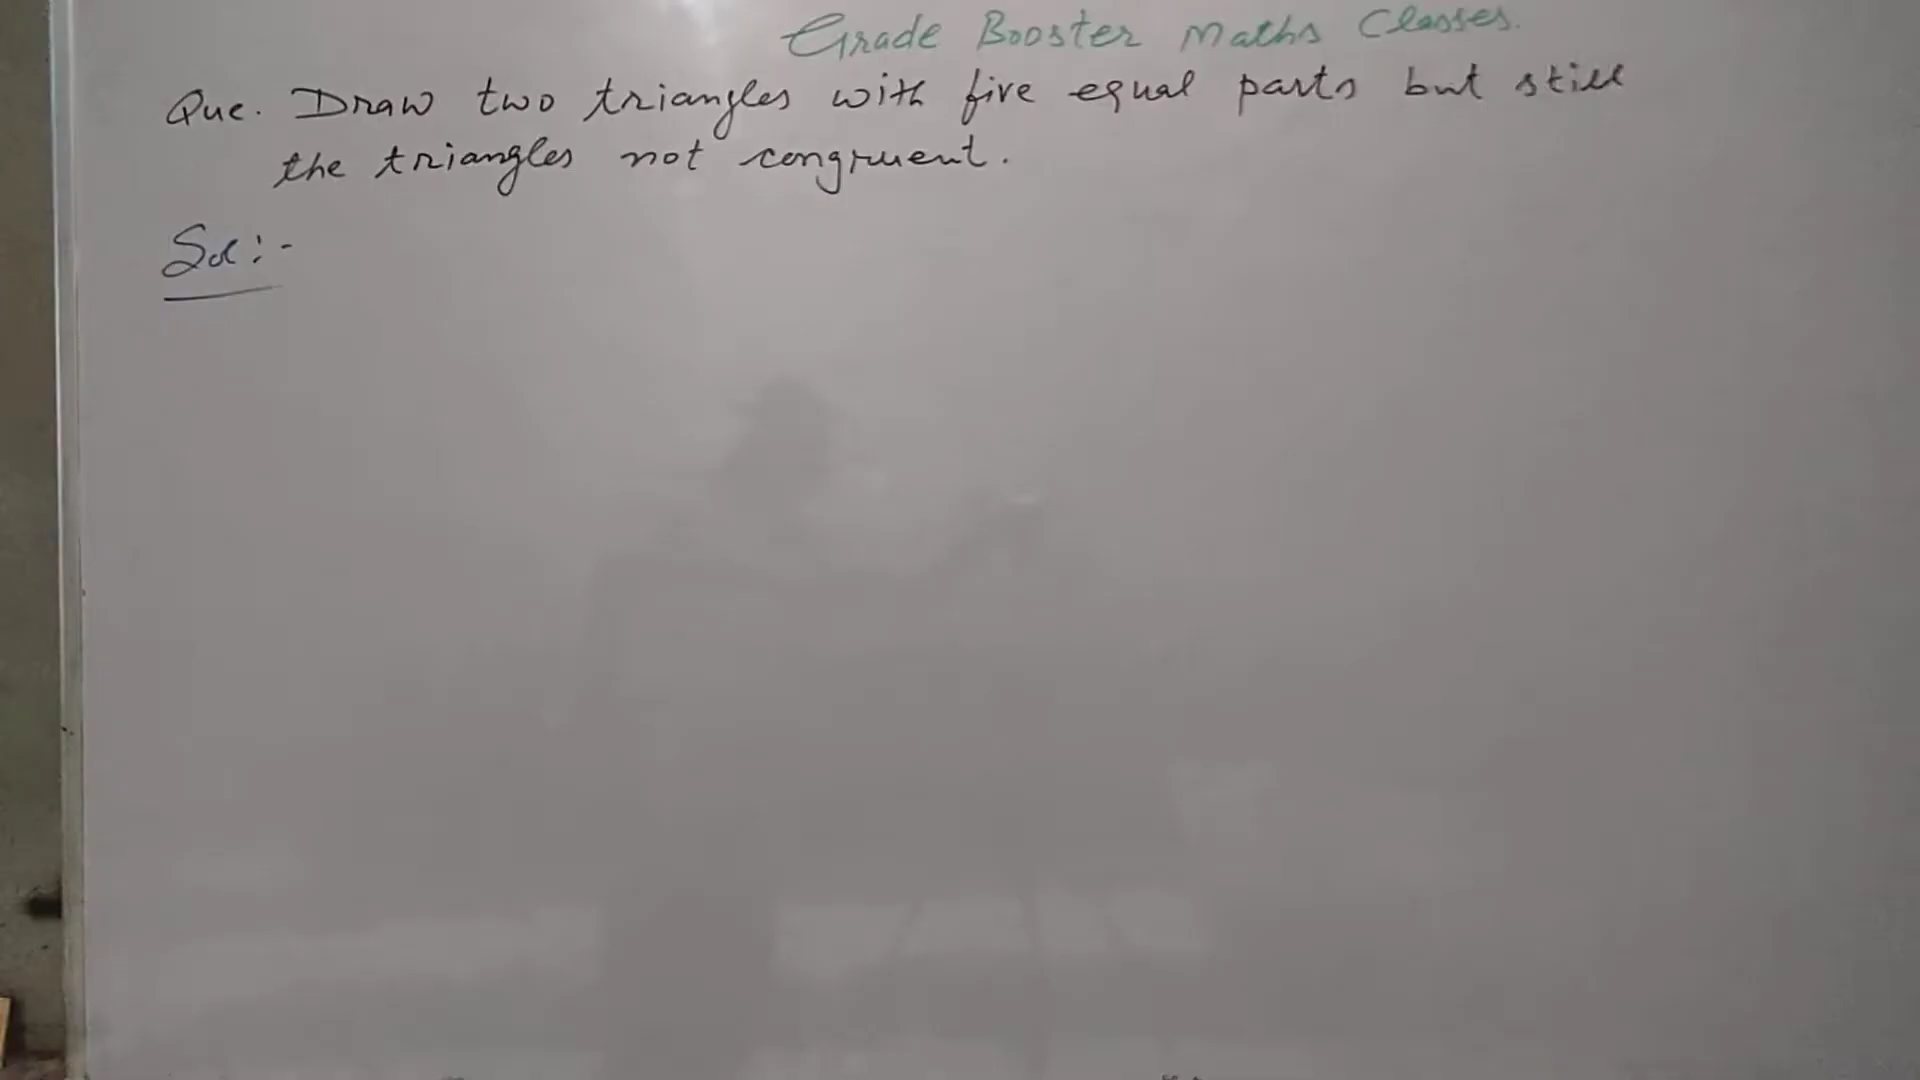 Grade Booster Maths Classes.
Que. Draw two triangles with five equal parts but still
the triangles not congruent.
Sol:-